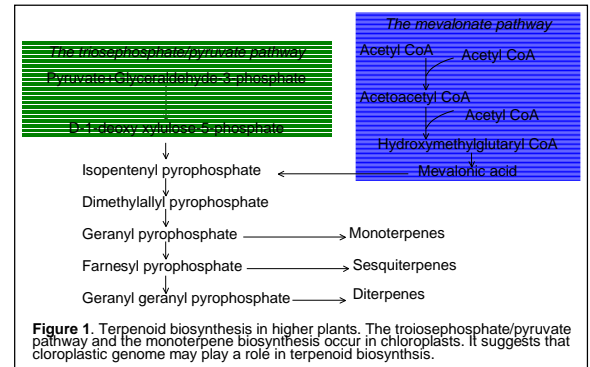 The mevalonate pathway
The triosephosphate/pyruvate pathway
Acetyl CoA
Acetyl CoA
Pyruvate+Glyceraldehyde-3-phosphate
Acetoacetyl CoA
Acetyl CoA
D-1-deoxy xylulose-5-phosphate
Hydroxymethylglutaryl CoA
Isopentenyl pyrophosphate
Mevalonic acid
Dimethylallyl pyrophosphate
Geranyl pyrophosphate
Monoterpenes
Farnesyl pyrophosphate
Sesquiterpenes
Geranyl geranyl pyrophosphate
Diterpenes
Figure 1. Terpenoid biosynthesis in higher plants. The troiosephosphate/pyruvate
pathway and the monoterpene biosynthesis occur in chloroplasts. It suggests that
cloroplastic genome may play a role in terpenoid biosynthsis.